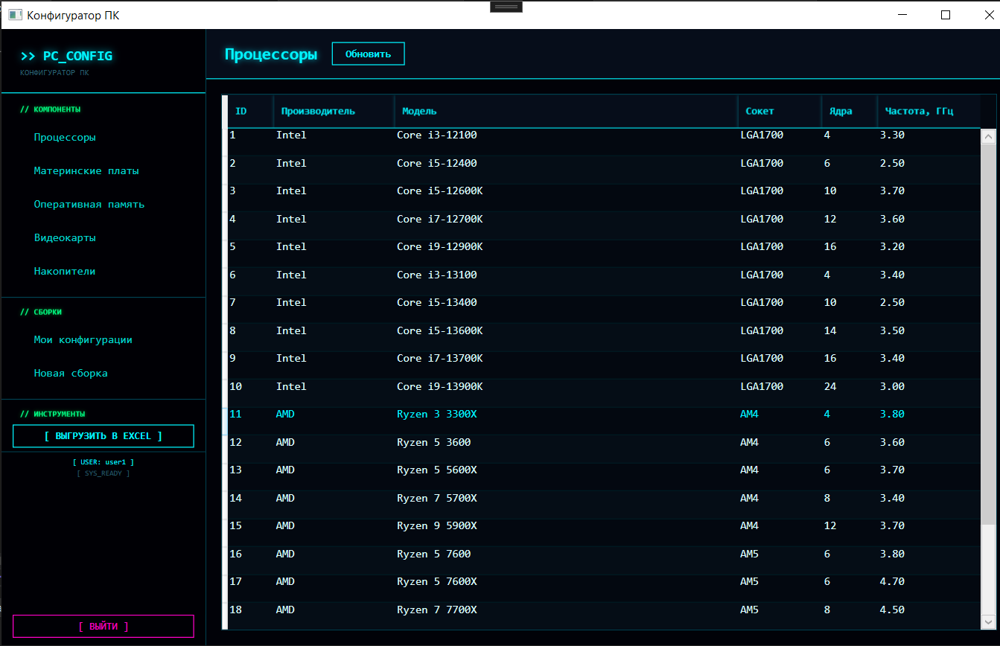 Конфигуратор ПК
>> PC_CONFIG
КОНФИГУРАТОР ПК
// КОМПОНЕНТЫ
Процессоры
Материнские платы
Оперативная память
Видеокарты
Накопители
// СБОРКИ
Мои конфигурации
Новая сборка
// ИНСТРУМЕНТЫ
[ ВЫГРУЗИТЬ В EXCEL ]
[ USER: user1 ]
[ SYS_READY ]
[ ВЫЙТИ ]
Процессоры Обновить
ID Производитель Модель Сокет Ядра Частота, ГГц
1 Intel Core i3-12100 LGA1700 4 3.30
2 Intel Core i5-12400 LGA1700 6 2.50
3 Intel Core i5-12600K LGA1700 10 3.70
4 Intel Core i7-12700K LGA1700 12 3.60
5 Intel Core i9-12900K LGA1700 16 3.20
6 Intel Core i3-13100 LGA1700 4 3.40
7 Intel Core i5-13400 LGA1700 10 2.50
8 Intel Core i5-13600K LGA1700 14 3.50
9 Intel Core i7-13700K LGA1700 16 3.40
10 Intel Core i9-13900K LGA1700 24 3.00
11 AMD Ryzen 3 3300X AM4 4 3.80
12 AMD Ryzen 5 3600 AM4 6 3.60
13 AMD Ryzen 5 5600X AM4 6 3.70
14 AMD Ryzen 7 5700X AM4 8 3.40
15 AMD Ryzen 9 5900X AM4 12 3.70
16 AMD Ryzen 5 7600 AM5 6 3.80
17 AMD Ryzen 5 7600X AM5 6 4.70
18 AMD Ryzen 7 7700X AM5 8 4.50